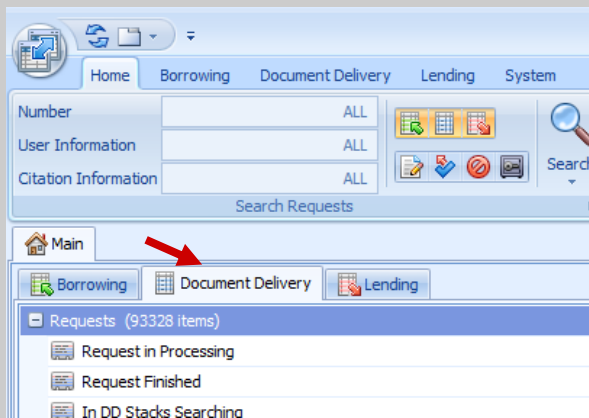 Home Borrowing Document Delivery Lending System
Number ALL
User Information ALL
Citation Information ALL
Search
Search Requests
Main
Borrowing Document Delivery Lending
Requests (93328 items)
Request in Processing
Request Finished
In DD Stacks Searching